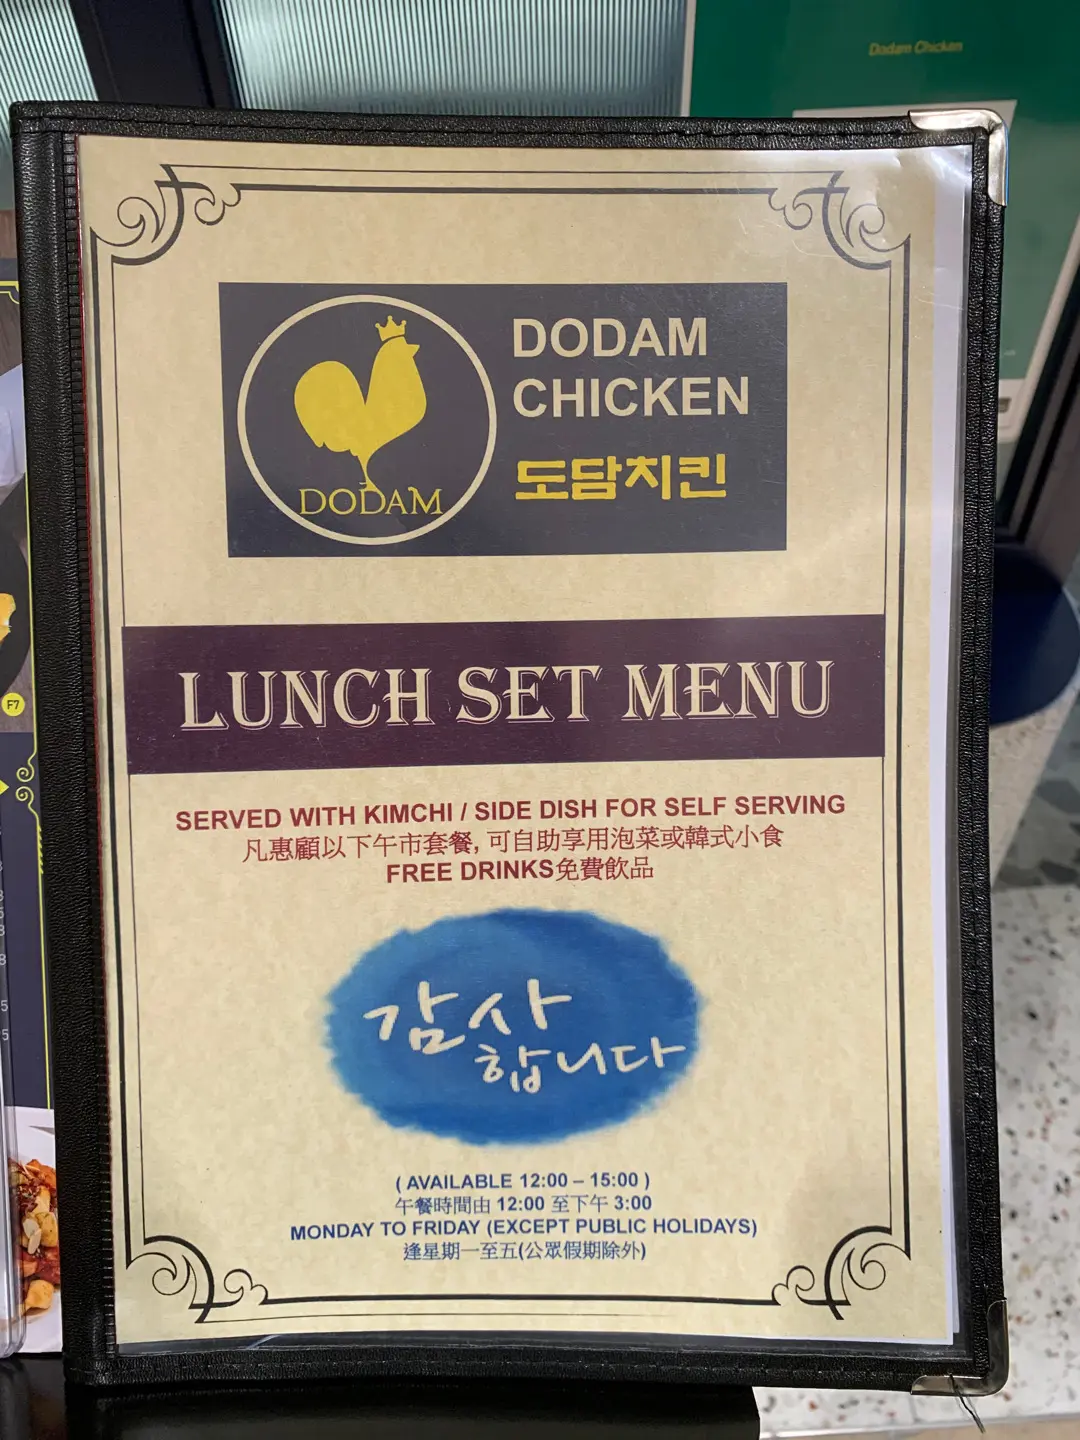 Dodam Chicken
DODAM
CHICKEN
도담치킨
DODAM
LUNCH SET MENU
SERVED WITH KIMCHI / SIDE DISH FOR SELF SERVING
凡惠顧以下午市套餐, 可自助享用泡菜或韓式小食
FREE DRINKS免費飲品
감사
합니다
( AVAILABLE 12:00 – 15:00 )
午餐時間由 12:00 至下午 3:00
MONDAY TO FRIDAY (EXCEPT PUBLIC HOLIDAYS)
逢星期一至五(公眾假期除外)
F7